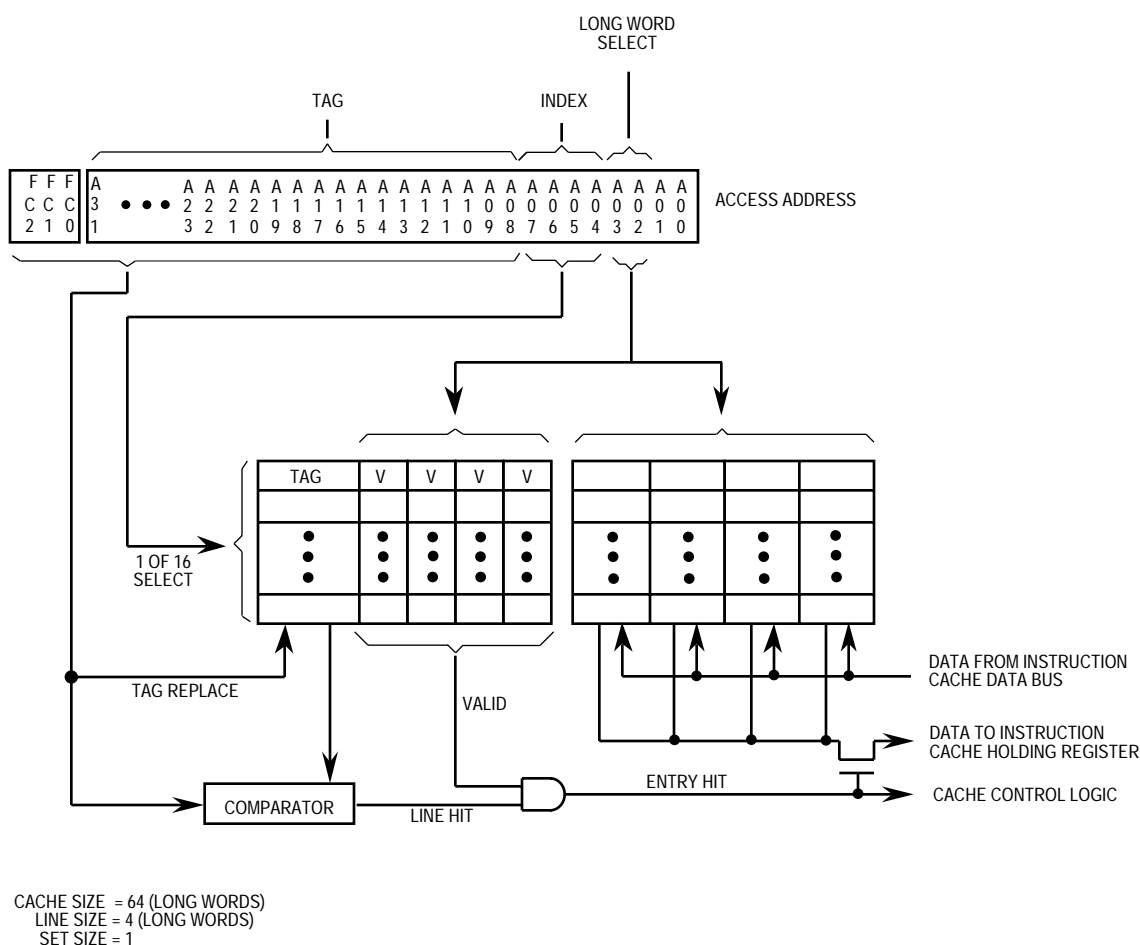 LONG WORD
SELECT
TAG
INDEX
F F F A A A A A A A A A A A A A A A A A A A A A A A A A
C C C 3 • • • 2 2 2 2 1 1 1 1 1 1 1 1 1 1 0 0 0 0 0 0 0 0 0 0
2 1 0 1 3 2 1 0 9 8 7 6 5 4 3 2 1 0 9 8 7 6 5 4 3 2 1 0
ACCESS ADDRESS
TAG V V V V
1 OF 16
SELECT
TAG REPLACE
VALID
DATA FROM INSTRUCTION
CACHE DATA BUS
DATA TO INSTRUCTION
CACHE HOLDING REGISTER
ENTRY HIT
CACHE CONTROL LOGIC
COMPARATOR
LINE HIT
CACHE SIZE = 64 (LONG WORDS)
LINE SIZE = 4 (LONG WORDS)
SET SIZE = 1